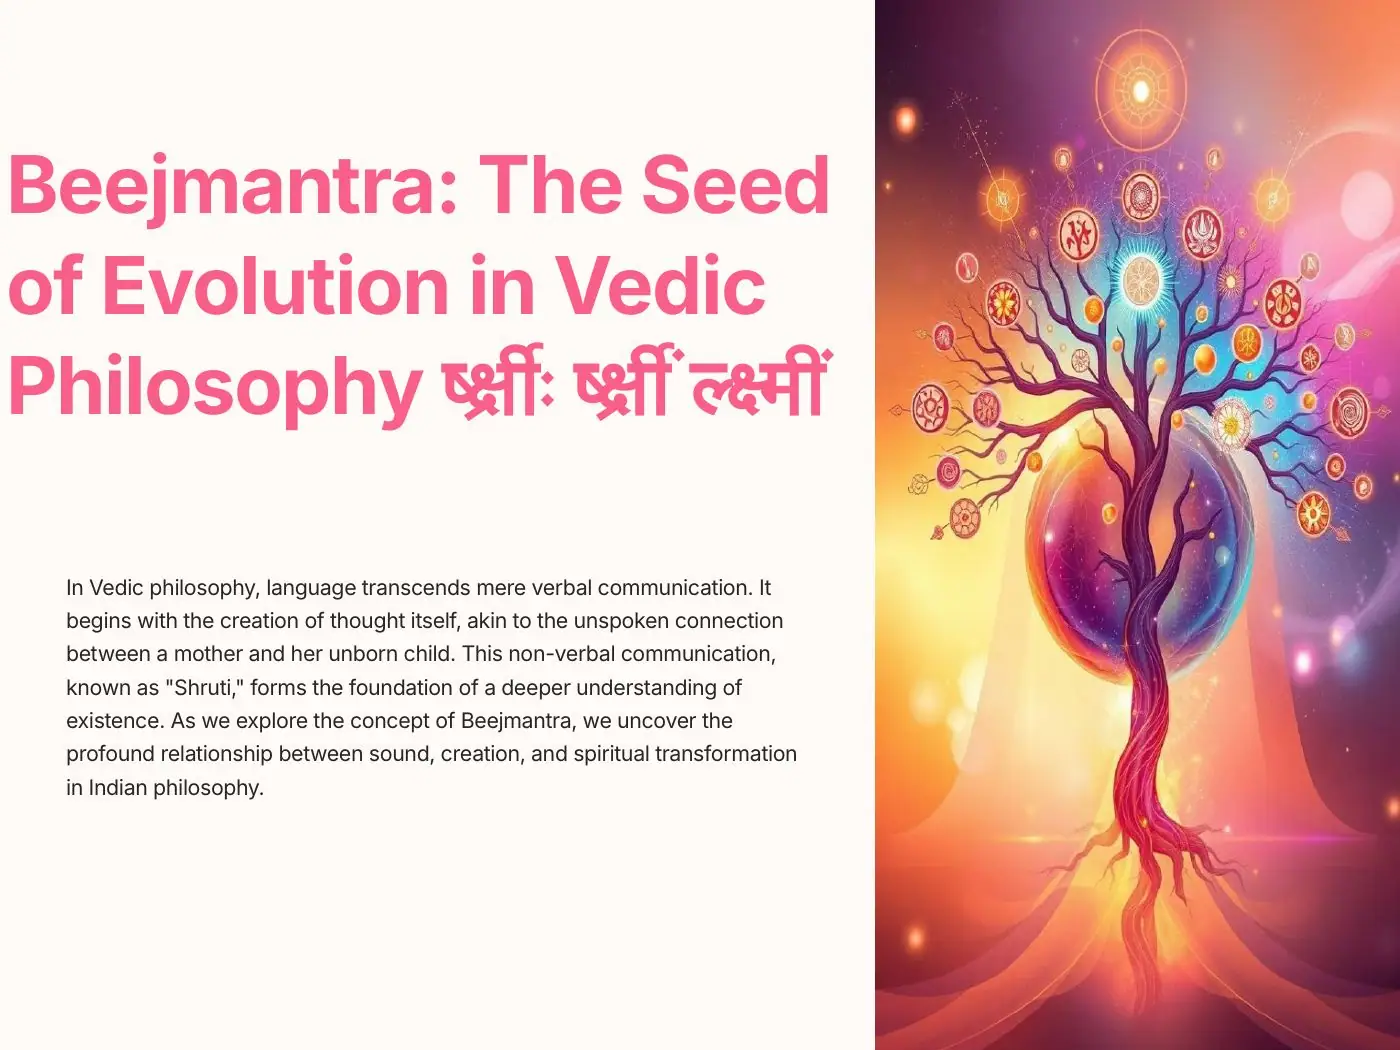 Beejmantra: The Seed
of Evolution in Vedic
Philosophy र्ष्क्षीः र्ष्क्षीं ल्क्ष्मीं
In Vedic philosophy, language transcends mere verbal communication. It
begins with the creation of thought itself, akin to the unspoken connection
between a mother and her unborn child. This non-verbal communication,
known as "Shruti," forms the foundation of a deeper understanding of
existence. As we explore the concept of Beejmantra, we uncover the
profound relationship between sound, creation, and spiritual transformation
in Indian philosophy.